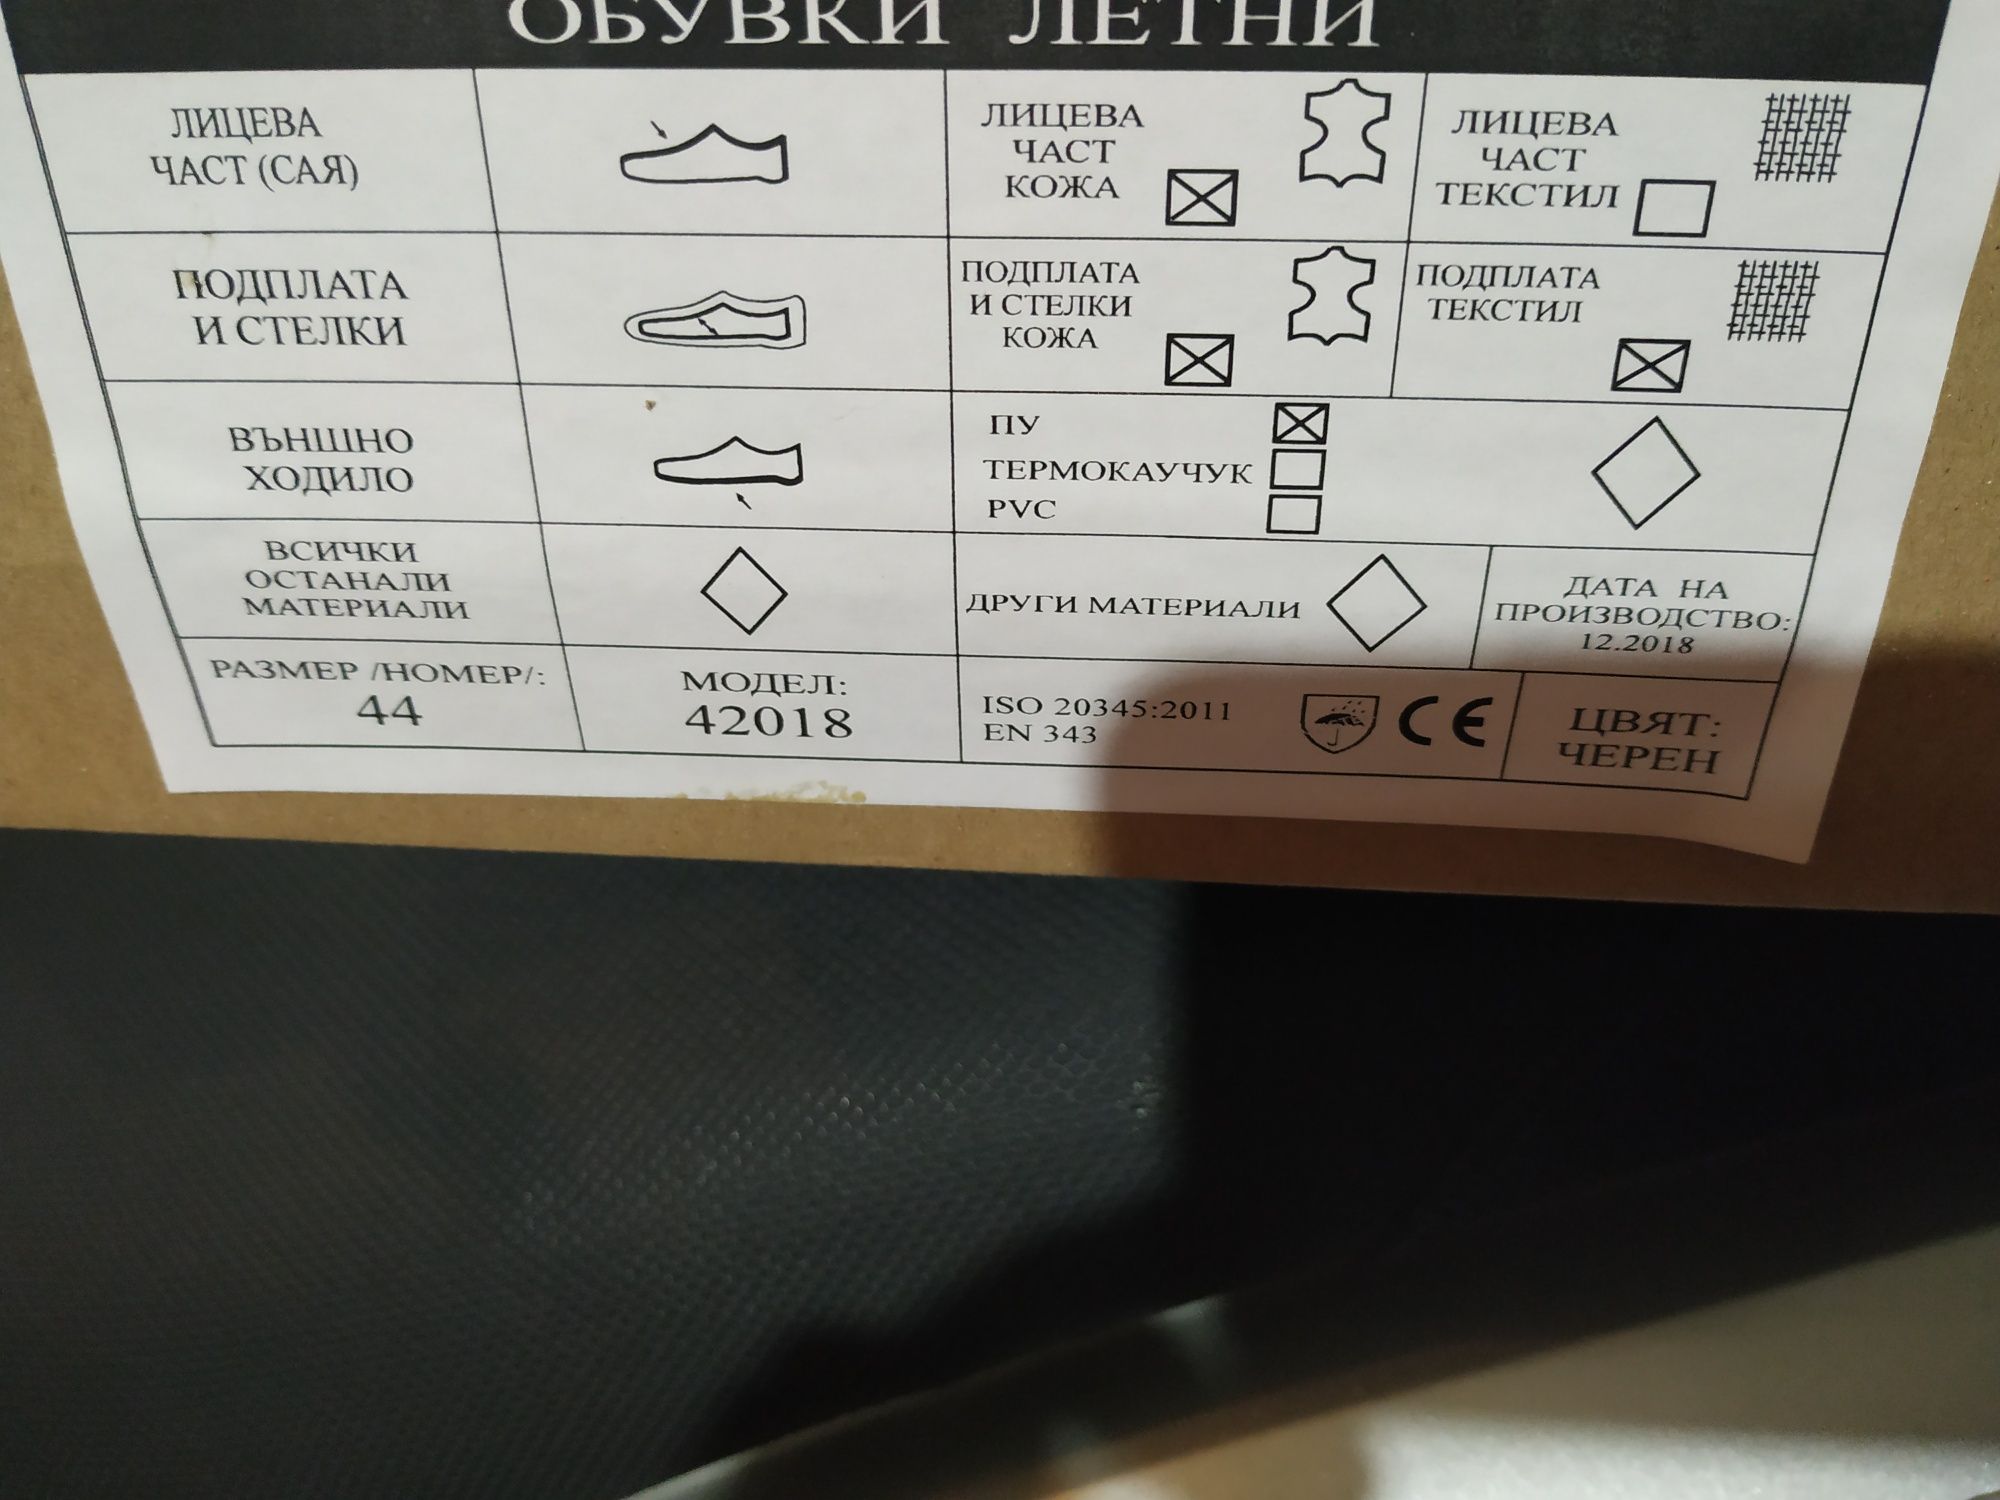 ОБУВКИ ЛЕТНИ
ЛИЦЕВА
ЧАСТ (САЯ)
ЛИЦЕВА
ЧАСТ
КОЖА
ЛИЦЕВА
ЧАСТ
ТЕКСТИЛ
ПОДПЛАТА
И СТЕЛКИ
ПОДПЛАТА
И СТЕЛКИ
КОЖА
ПОДПЛАТА
ТЕКСТИЛ
ВЪНШНО
ХОДИЛО
ПУ
ТЕРМОКАУЧУК
PVC
ВСИЧКИ
ОСТАНАЛИ
МАТЕРИАЛИ
ДРУГИ МАТЕРИАЛИ
ДАТА НА
ПРОИЗВОДСТВО:
12.2018
РАЗМЕР /НОМЕР/:
44
МОДЕЛ:
42018
ISO 20345:2011
EN 343
CE
ЦВЯТ:
ЧЕРЕН